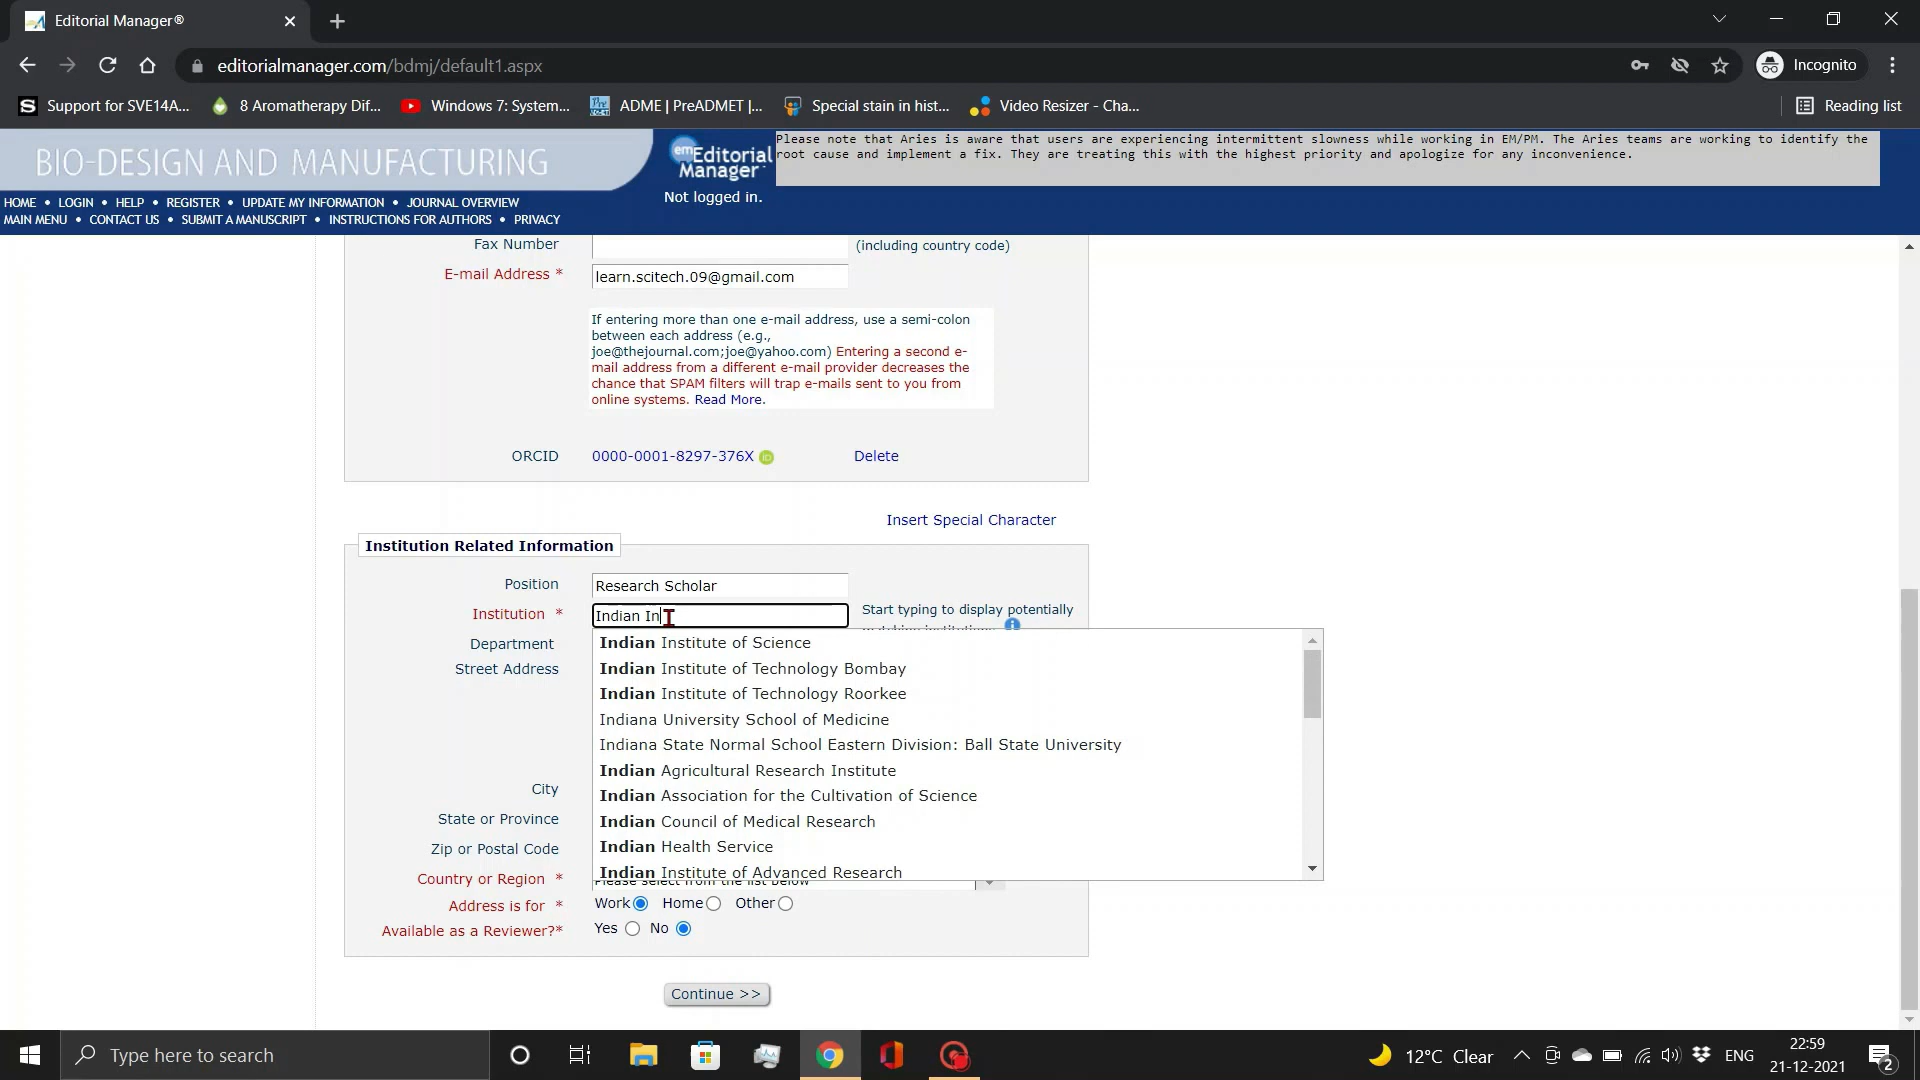 Editorial Manager®
editorialmanager.com/bdmj/default1.aspx
Incognito
Support for SVE14A...
8 Aromatherapy Dif...
Windows 7: System...
ADME | PreADMET |...
Special stain in hist...
Video Resizer - Cha...
Reading list
BIO-DESIGN AND MANUFACTURING
em Editorial Manager
Please note that Aries is aware that users are experiencing intermittent slowness while working in EM/PM. The Aries teams are working to identify the
root cause and implement a fix. They are treating this with the highest priority and apologize for any inconvenience.
Not logged in.
HOME • LOGIN • HELP • REGISTER • UPDATE MY INFORMATION • JOURNAL OVERVIEW
MAIN MENU • CONTACT US • SUBMIT A MANUSCRIPT • INSTRUCTIONS FOR AUTHORS • PRIVACY
Fax Number (including country code)
E-mail Address * learn.scitech.09@gmail.com
If entering more than one e-mail address, use a semi-colon
between each address (e.g.,
joe@thejournal.com;joe@yahoo.com) Entering a second e-
mail address from a different e-mail provider decreases the
chance that SPAM filters will trap e-mails sent to you from
online systems. Read More.
ORCID 0000-0001-8297-376X iD Delete
Insert Special Character
Institution Related Information
Position Research Scholar
Institution * Indian In Start typing to display potentially
matching institutions.
Department
Street Address
Indian Institute of Science
Indian Institute of Technology Bombay
Indian Institute of Technology Roorkee
Indiana University School of Medicine
Indiana State Normal School Eastern Division: Ball State University
Indian Agricultural Research Institute
Indian Association for the Cultivation of Science
Indian Council of Medical Research
Indian Health Service
Indian Institute of Advanced Research
City
State or Province
Zip or Postal Code
Country or Region * Please select from the list below
Address is for * Work Home Other
Available as a Reviewer?* Yes No
Continue >>
Type here to search
12°C Clear
ENG
22:59
21-12-2021
2